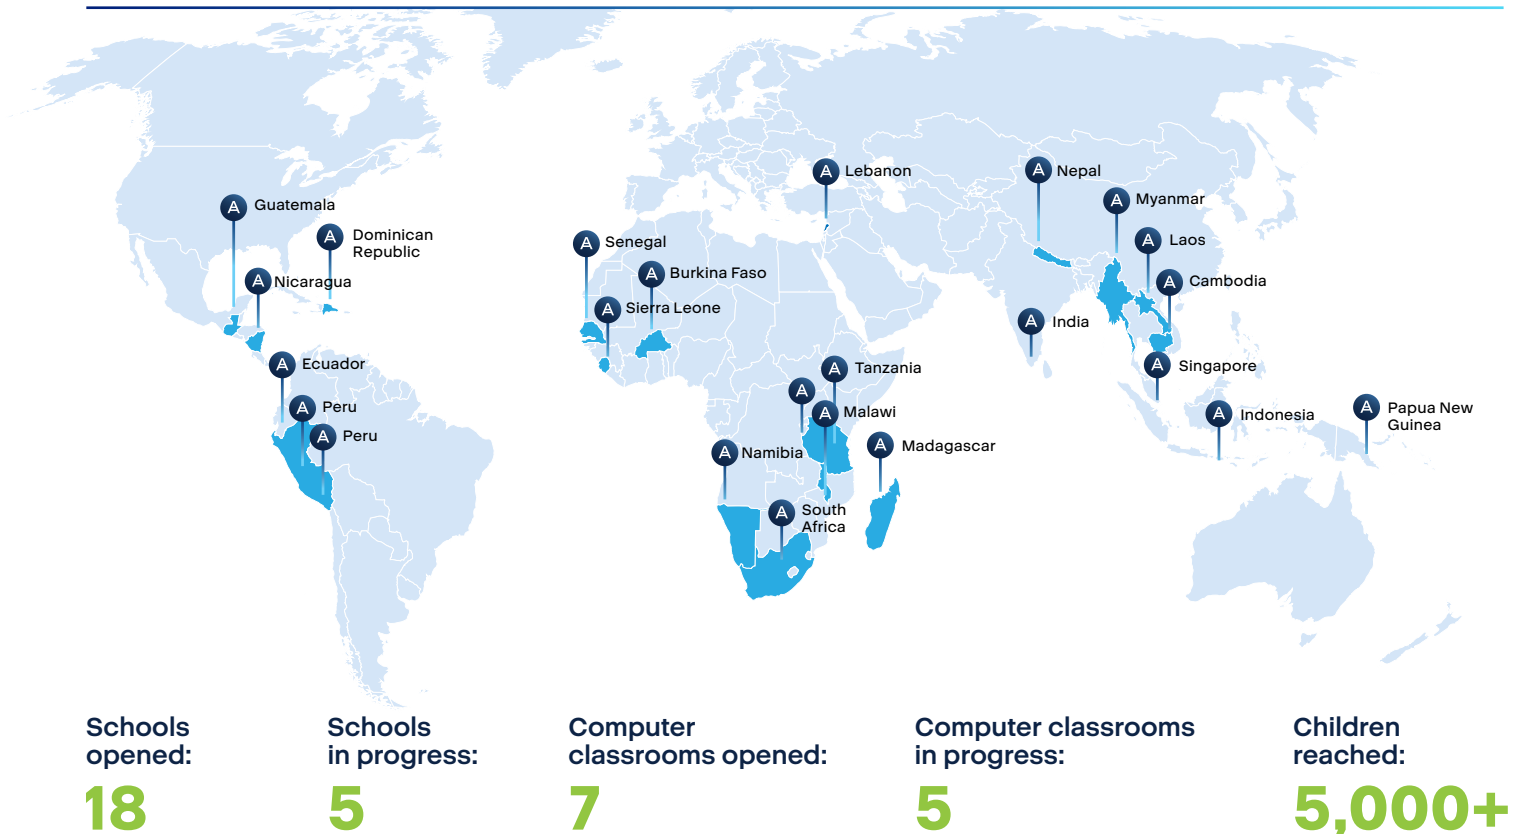 Lebanon
Nepal
Myanmar
Guatemala
Dominican
Republic
Senegal
Laos
Burkina Faso
Nicaragua
Cambodia
Sierra Leone
India
Ecuador
Tanzania
Singapore
Peru
Malawi
Indonesia
Papua New
Guinea
Peru
Namibia
Madagascar
South
Africa
Schools
opened:
18
Schools
in progress:
5
Computer
classrooms opened:
7
Computer classrooms
in progress:
5
Children
reached:
5,000+